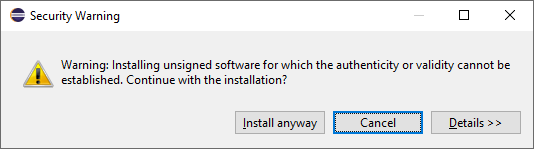 Security Warning
Warning: Installing unsigned software for which the authenticity or validity cannot be
established. Continue with the installation?
Install anyway
Cancel
Details >>